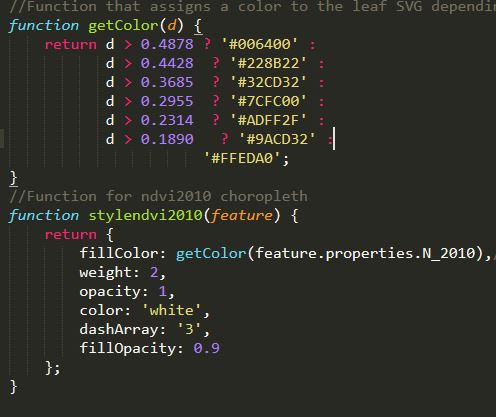 //Function that assigns a color to the leaf SVG dependin
function getColor(d) {
    return d > 0.4878 ? '#006400' :
           d > 0.4428  ? '#228B22' :
           d > 0.3685  ? '#32CD32' :
           d > 0.2955  ? '#7CFC00' :
           d > 0.2314  ? '#ADFF2F' :
           d > 0.1890   ? '#9ACD32' :
                      '#FFEDA0';
}
//Function for ndvi2010 choropleth
function stylendvi2010(feature) {
    return {
        fillColor: getColor(feature.properties.N_2010),/
        weight: 2,
        opacity: 1,
        color: 'white',
        dashArray: '3',
        fillOpacity: 0.9
    };
}